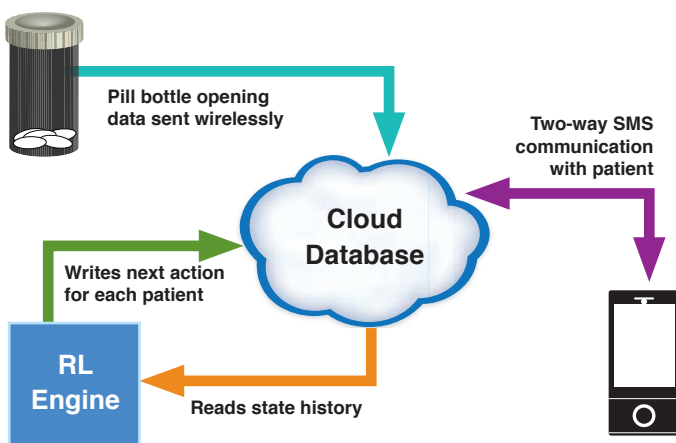 Pill bottle opening
data sent wirelessly
Two-way SMS
communication
with patient
Cloud
Database
Writes next action
for each patient
RL
Engine
Reads state history